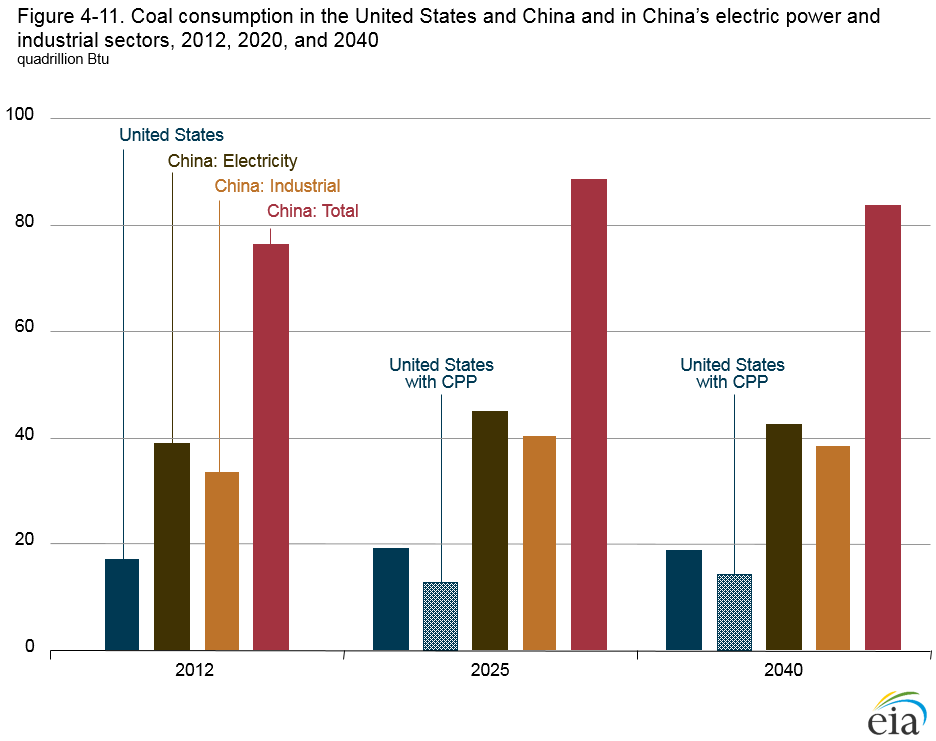 Figure 4-11. Coal consumption in the United States and China and in China’s electric power and
industrial sectors, 2012, 2020, and 2040
quadrillion Btu
100
United States
China: Electricity
China: Industrial
China: Total
80
60
United States
with CPP
United States
with CPP
40
20
0
2012
2025
2040
eia